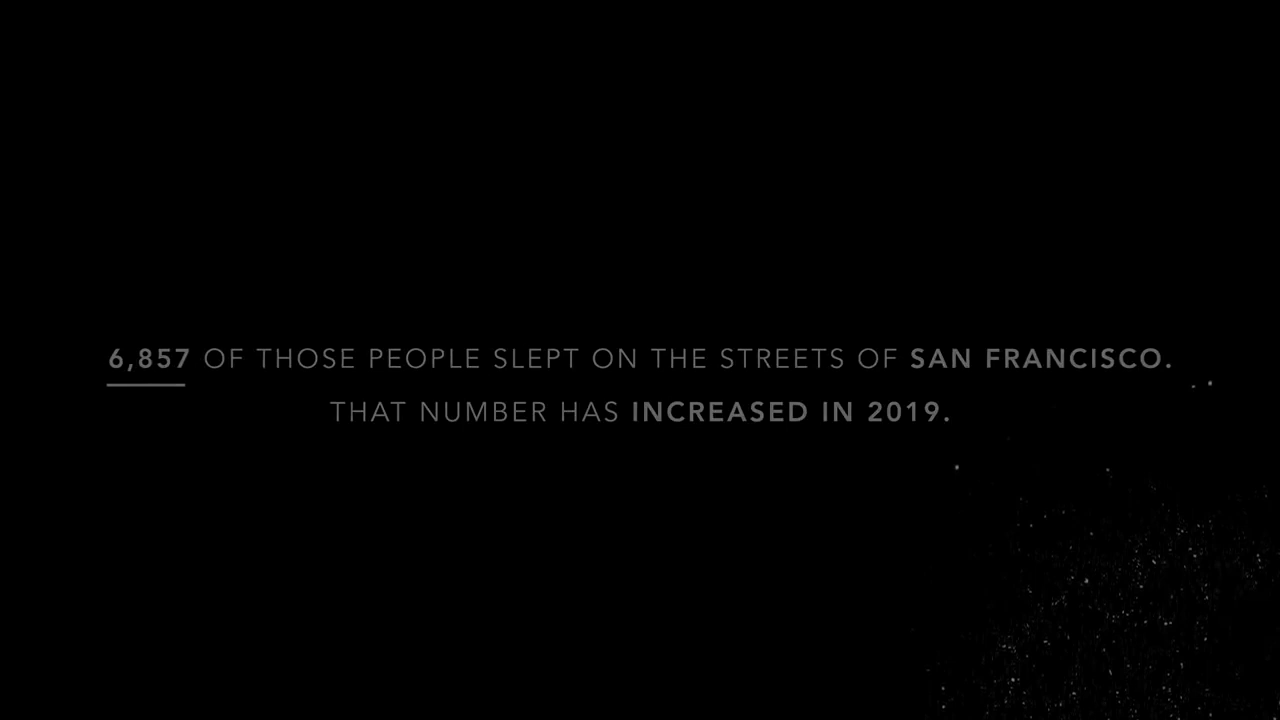 6,857 OF THOSE PEOPLE SLEPT ON THE STREETS OF SAN FRANCISCO.
THAT NUMBER HAS INCREASED IN 2019.